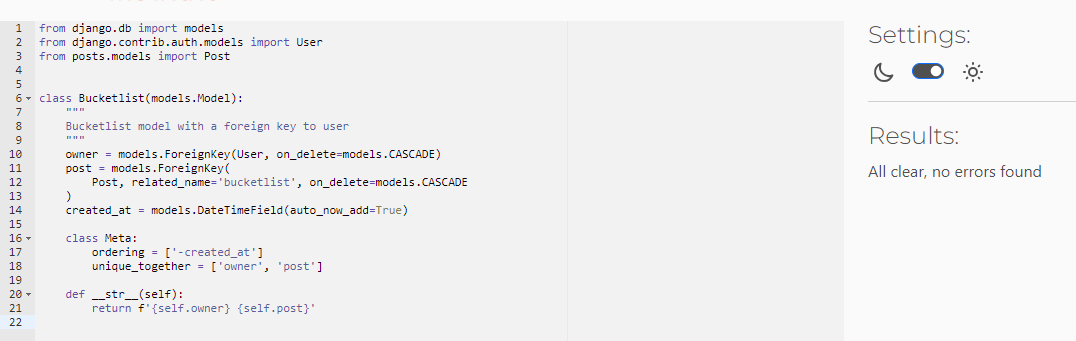 1 from django.db import models
2 from django.contrib.auth.models import User
3 from posts.models import Post
4
5
6 class Bucketlist(models.Model):
7     """
8     Bucketlist model with a foreign key to user
9     """
10     owner = models.ForeignKey(User, on_delete=models.CASCADE)
11     post = models.ForeignKey(
12         Post, related_name='bucketlist', on_delete=models.CASCADE
13     )
14     created_at = models.DateTimeField(auto_now_add=True)
15
16     class Meta:
17         ordering = ['-created_at']
18         unique_together = ['owner', 'post']
19
20     def __str__(self):
21         return f'{self.owner} {self.post}'
22
Settings:
Results:
All clear, no errors found